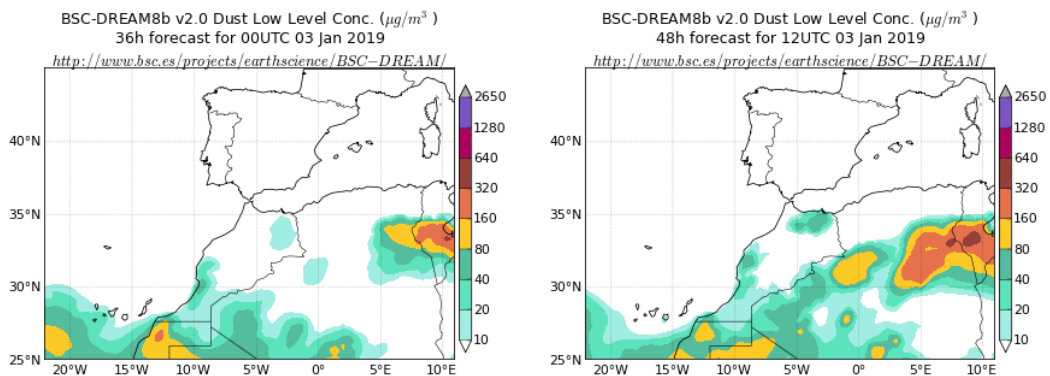 BSC-DREAM8b v2.0 Dust Low Level Conc. (μg/m³ )
36h forecast for 00UTC 03 Jan 2019
http://www.bsc.es/projects/earthscience/BSC−DREAM/
40°N
35°N
30°N
25°N
20°W
15°W
10°W
5°W
0°E
5°E
10°E
2650
1280
640
320
160
80
40
20
10
BSC-DREAM8b v2.0 Dust Low Level Conc. (μg/m³ )
48h forecast for 12UTC 03 Jan 2019
http://www.bsc.es/projects/earthscience/BSC−DREAM/
40°N
35°N
30°N
25°N
20°W
15°W
10°W
5°W
0°E
5°E
10°E
2650
1280
640
320
160
80
40
20
10